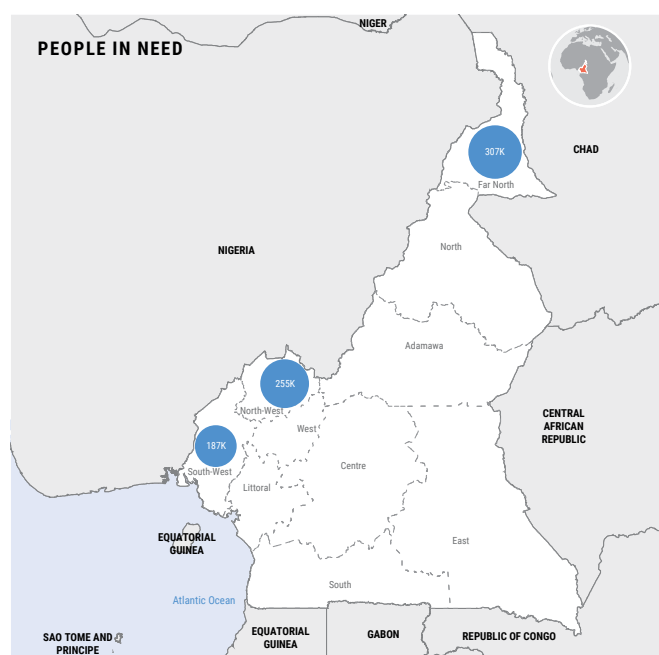 NIGER
PEOPLE IN NEED
307K
CHAD
Far North
North
NIGERIA
Adamawa
255K
North-West
CENTRAL
AFRICAN
REPUBLIC
West
187K
South-West
Centre
Littoral
EQUATORIAL
GUINEA
East
South
Atlantic Ocean
SAO TOME AND
PRINCIPE
EQUATORIAL
GUINEA
GABON
REPUBLIC OF CONGO